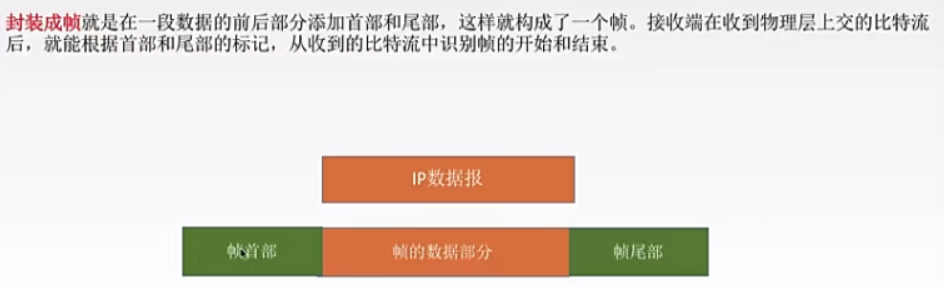 封装成帧就是在一段数据的前后部分添加首部和尾部，这样就构成了一个帧。接收端在收到物理层上交的比特流
后，就能根据首部和尾部的标记，从收到的比特流中识别帧的开始和结束。
IP数据报
帧首部 帧的数据部分 帧尾部